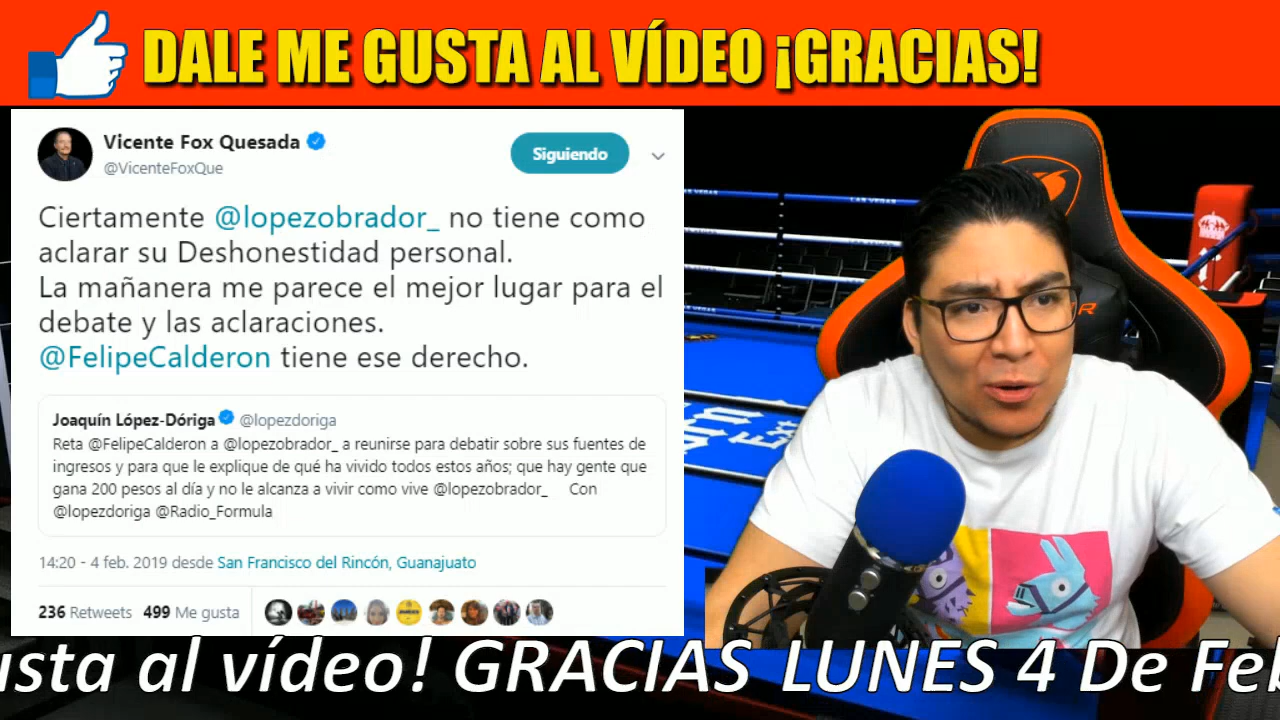 DALE ME GUSTA AL VÍDEO ¡GRACIAS!
Vicente Fox Quesada
@VicenteFoxQue
Siguiendo
Ciertamente @lopezobrador_ no tiene como
aclarar su Deshonestidad personal.
La mañanera me parece el mejor lugar para el
debate y las aclaraciones.
@FelipeCalderon tiene ese derecho.
Joaquín López-Dóriga @lopezdoriga
Reta @FelipeCalderon a @lopezobrador_ a reunirse para debatir sobre sus fuentes de
ingresos y para que le explique de qué ha vivido todos estos años; que hay gente que
gana 200 pesos al día y no le alcanza a vivir como vive @lopezobrador_ Con
@lopezdoriga @Radio_Formula
14:20 - 4 feb. 2019 desde San Francisco del Rincón, Guanajuato
236 Retweets 499 Me gusta
usta al vídeo! GRACIAS LUNES 4 De Feb